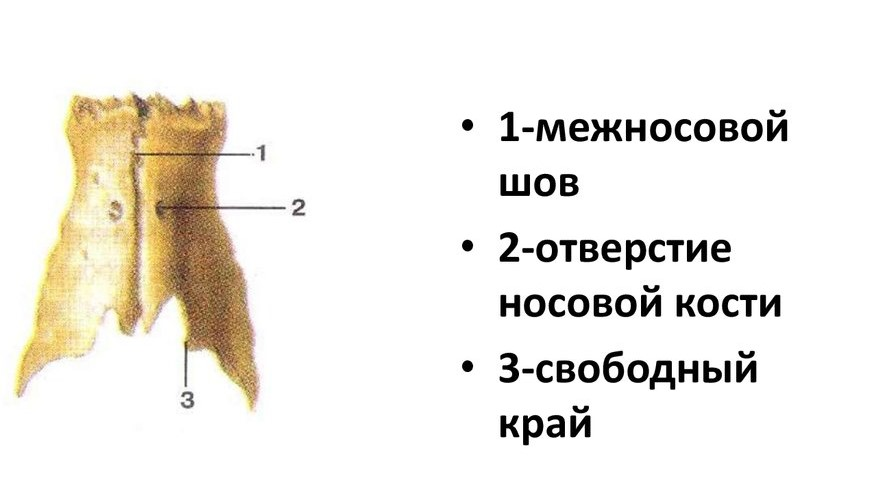 1
2
3
• 1-межносовой
шов
• 2-отверстие
носовой кости
• 3-свободный
край